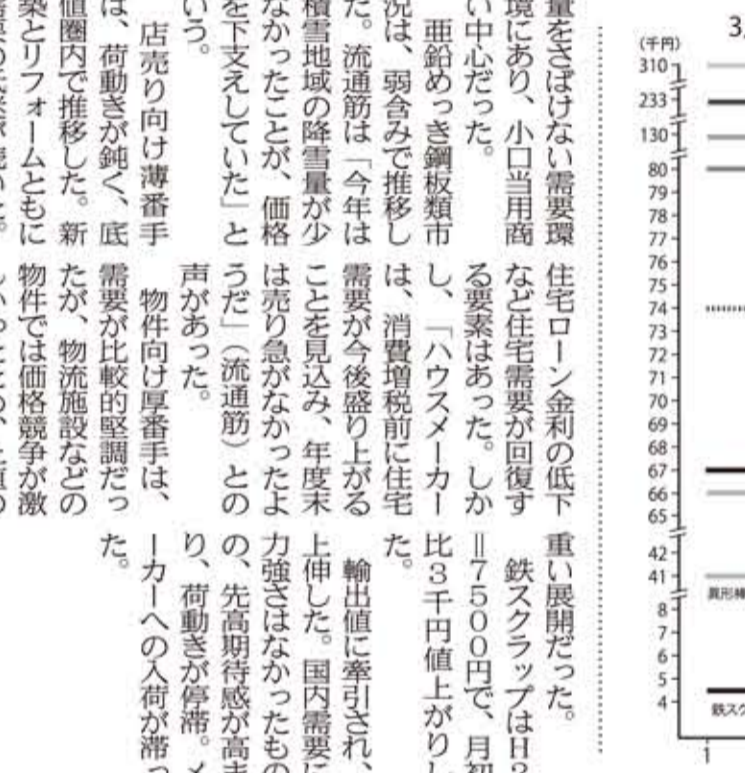 量をさばけない需要環
境にあり、小口当用商
い中心だった。
亜鉛めっき鋼板類市
況は、弱含みで推移し
た。流通筋は「今年は
積雪地域の降雪量が少
なかったことが、価格
を下支えしていた」と
いう。
店売り向け薄番手
は、荷動きが鈍く、底
値圏内で推移した。新
築とリフォームともに
住宅ローン金利の低下
など住宅需要が回復す
る要素はあった。しか
し、「ハウスメーカー
は、消費増税前に住宅
需要が今後盛り上がる
ことを見込み、年度末
は売り急がなかったよ
うだ」（流通筋）との
声があった。
物件向け厚番手は、
需要が比較的堅調だっ
たが、物流施設などの
物件では価格競争が激
重い展開だった。
鉄スクラップはH2
＝7500円で、月初
比3千円値上がりし
た。
輸出値に牽引され、
上伸した。国内需要に
力強さはなかったもの
の、先高期待感が高ま
り、荷動きが停滞。メ
ーカーへの入荷が滞っ
た。
3
(千円)
310
233
130
80
79
78
77
76
75
74
73
72
71
70
69
68
67
66
65
42
41
異形棒
8
7
6
5
4
鉄スク
1